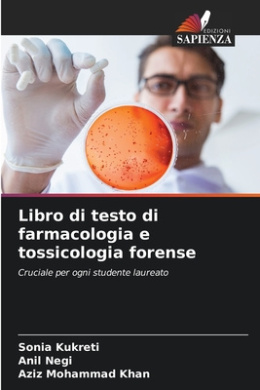 EDIZIONI
SAPIENZA
Libro di testo di
farmacologia e
tossicologia forense
Cruciale per ogni studente laureato
Sonia Kukreti
Anil Negi
Aziz Mohammad Khan